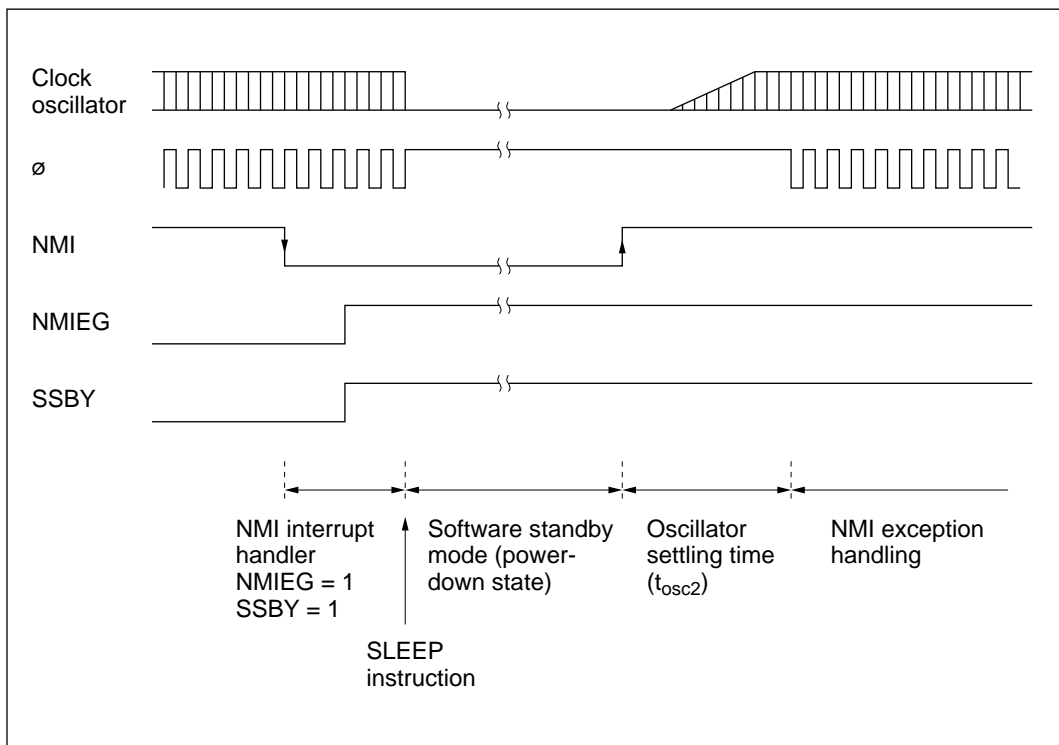 Clock
oscillator
ø
NMI
NMIEG
SSBY
NMI interrupt
handler
NMIEG = 1
SSBY = 1
Software standby
mode (power-
down state)
Oscillator
settling time
(tosc2)
NMI exception
handling
SLEEP
instruction